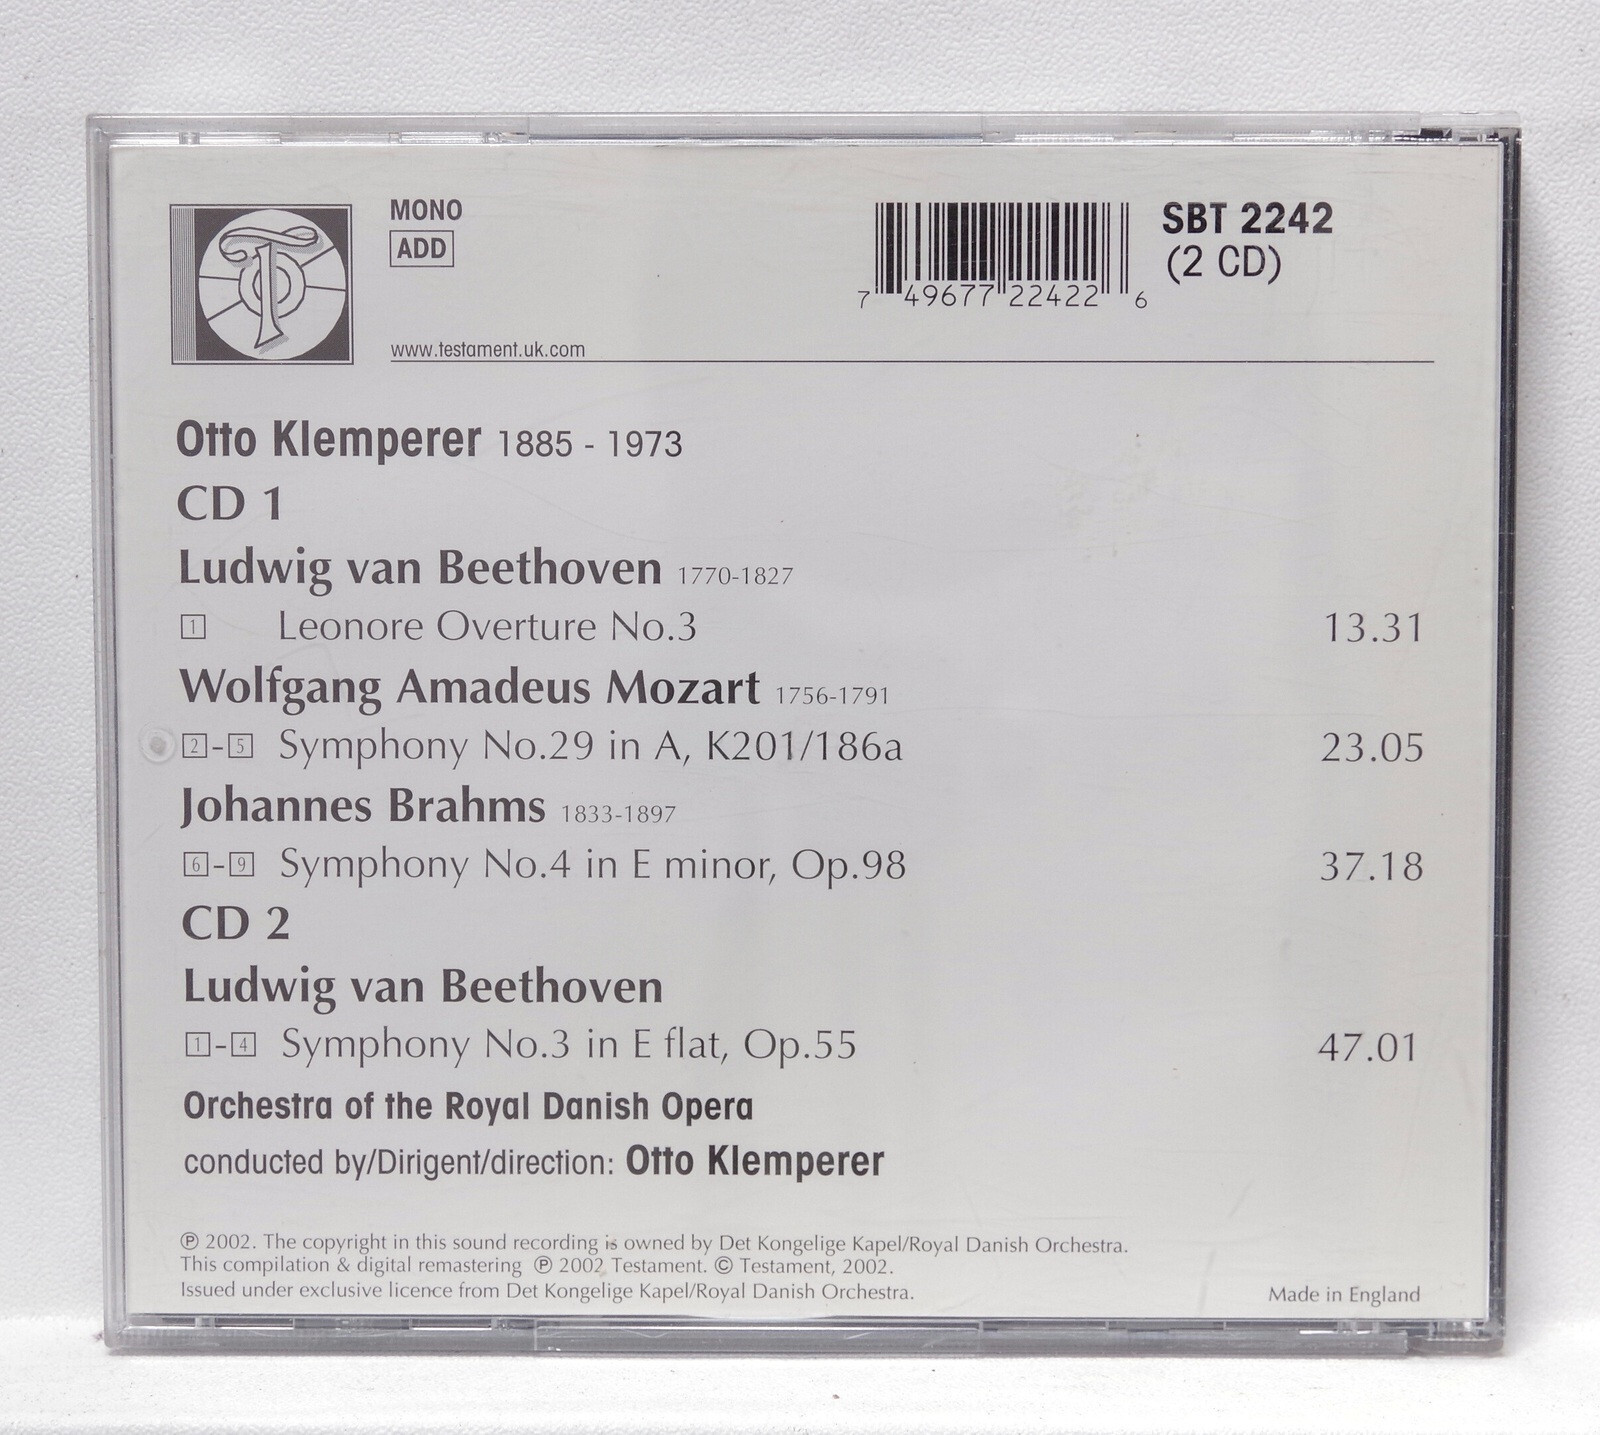 MONO
ADD
www.testament.uk.com
7 49677 22422 6
SBT 2242
(2 CD)
Otto Klemperer 1885 - 1973
CD 1
Ludwig van Beethoven 1770-1827
1 Leonore Overture No.3 13.31
Wolfgang Amadeus Mozart 1756-1791
2-5 Symphony No.29 in A, K201/186a 23.05
Johannes Brahms 1833-1897
6-9 Symphony No.4 in E minor, Op.98 37.18
CD 2
Ludwig van Beethoven
1-4 Symphony No.3 in E flat, Op.55 47.01
Orchestra of the Royal Danish Opera
conducted by/Dirigent/direction: Otto Klemperer
℗ 2002. The copyright in this sound recording is owned by Det Kongelige Kapel/Royal Danish Orchestra.
This compilation & digital remastering ℗ 2002 Testament. © Testament, 2002.
Issued under exclusive licence from Det Kongelige Kapel/Royal Danish Orchestra.
Made in England